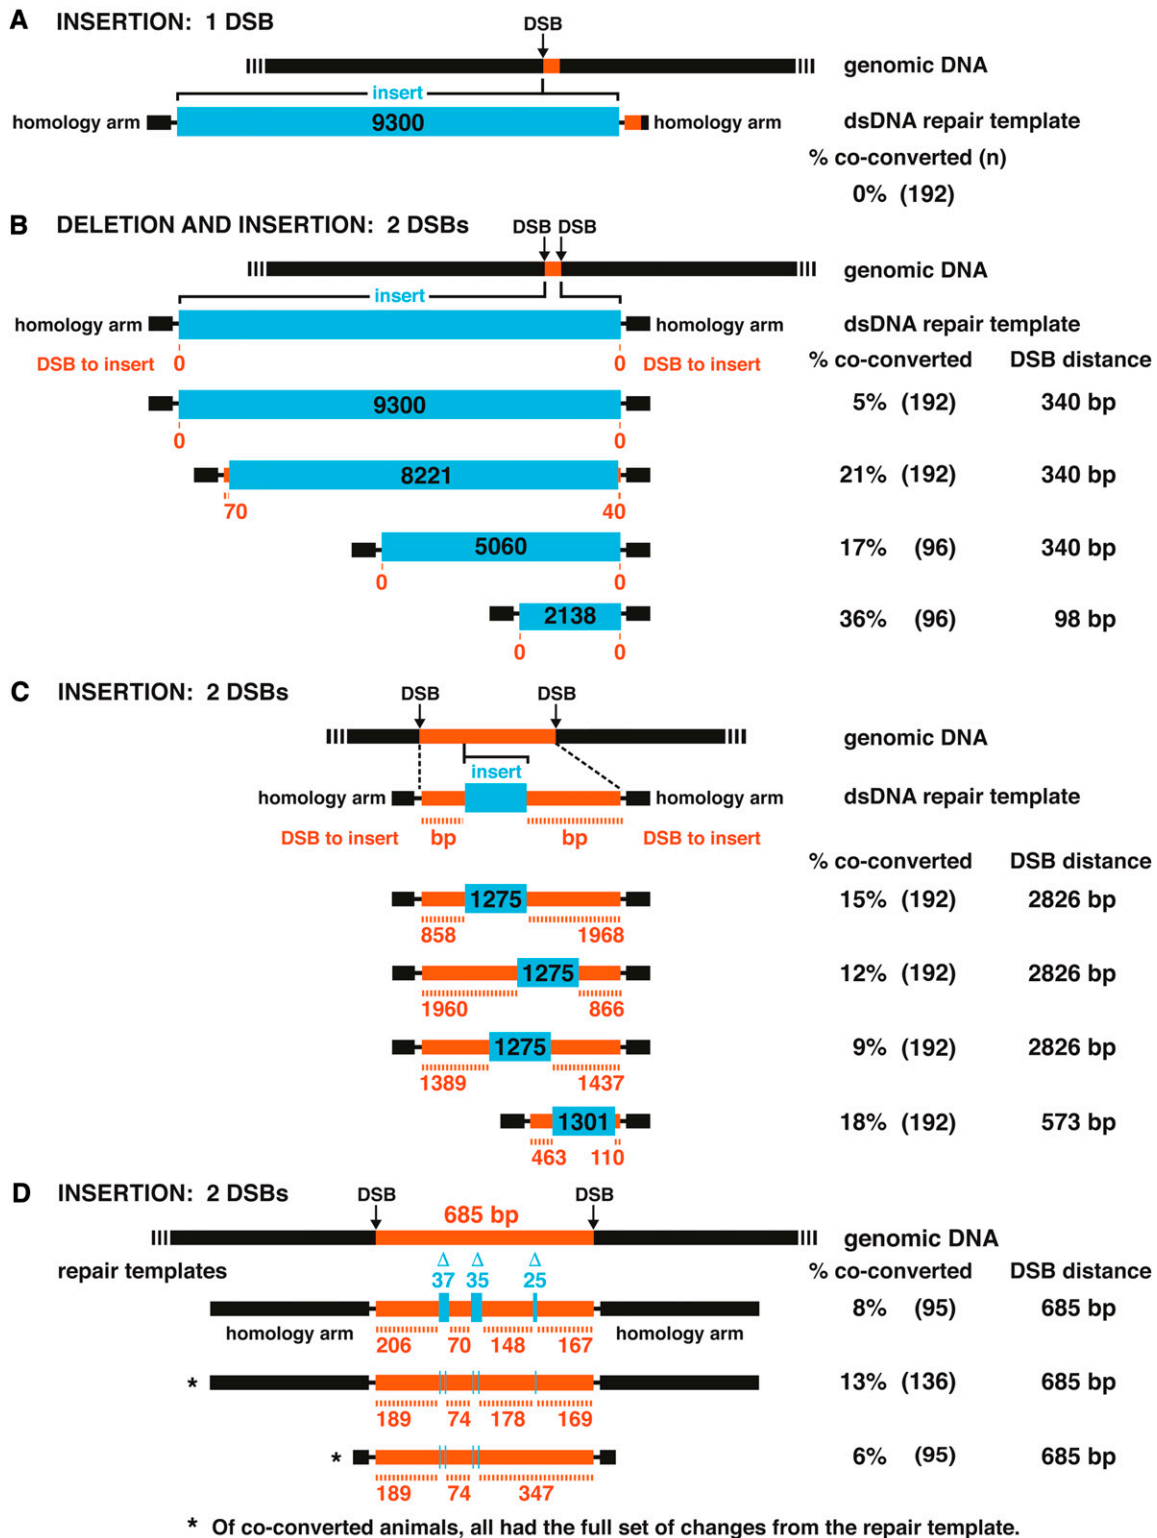 A INSERTION: 1 DSB
DSB
genomic DNA
insert
homology arm 9300 homology arm dsDNA repair template
% co-converted (n)
0% (192)
B DELETION AND INSERTION: 2 DSBs
DSB DSB
genomic DNA
insert
homology arm homology arm dsDNA repair template
DSB to insert 0 0 DSB to insert % co-converted DSB distance
9300 5% (192) 340 bp
0 0
8221 21% (192) 340 bp
70 40
5060 17% (96) 340 bp
0 0
2138 36% (96) 98 bp
0 0
C INSERTION: 2 DSBs
DSB DSB
genomic DNA
insert
homology arm homology arm dsDNA repair template
DSB to insert bp bp DSB to insert
% co-converted DSB distance
1275 15% (192) 2826 bp
858 1968
1275 12% (192) 2826 bp
1960 866
1275 9% (192) 2826 bp
1389 1437
1301 18% (192) 573 bp
463 110
D INSERTION: 2 DSBs
DSB DSB
685 bp
genomic DNA
Δ Δ Δ
repair templates 37 35 25 % co-converted DSB distance
8% (95) 685 bp
homology arm homology arm
206 70 148 167
* 13% (136) 685 bp
189 74 178 169
* 6% (95) 685 bp
189 74 347
* Of co-converted animals, all had the full set of changes from the repair template.